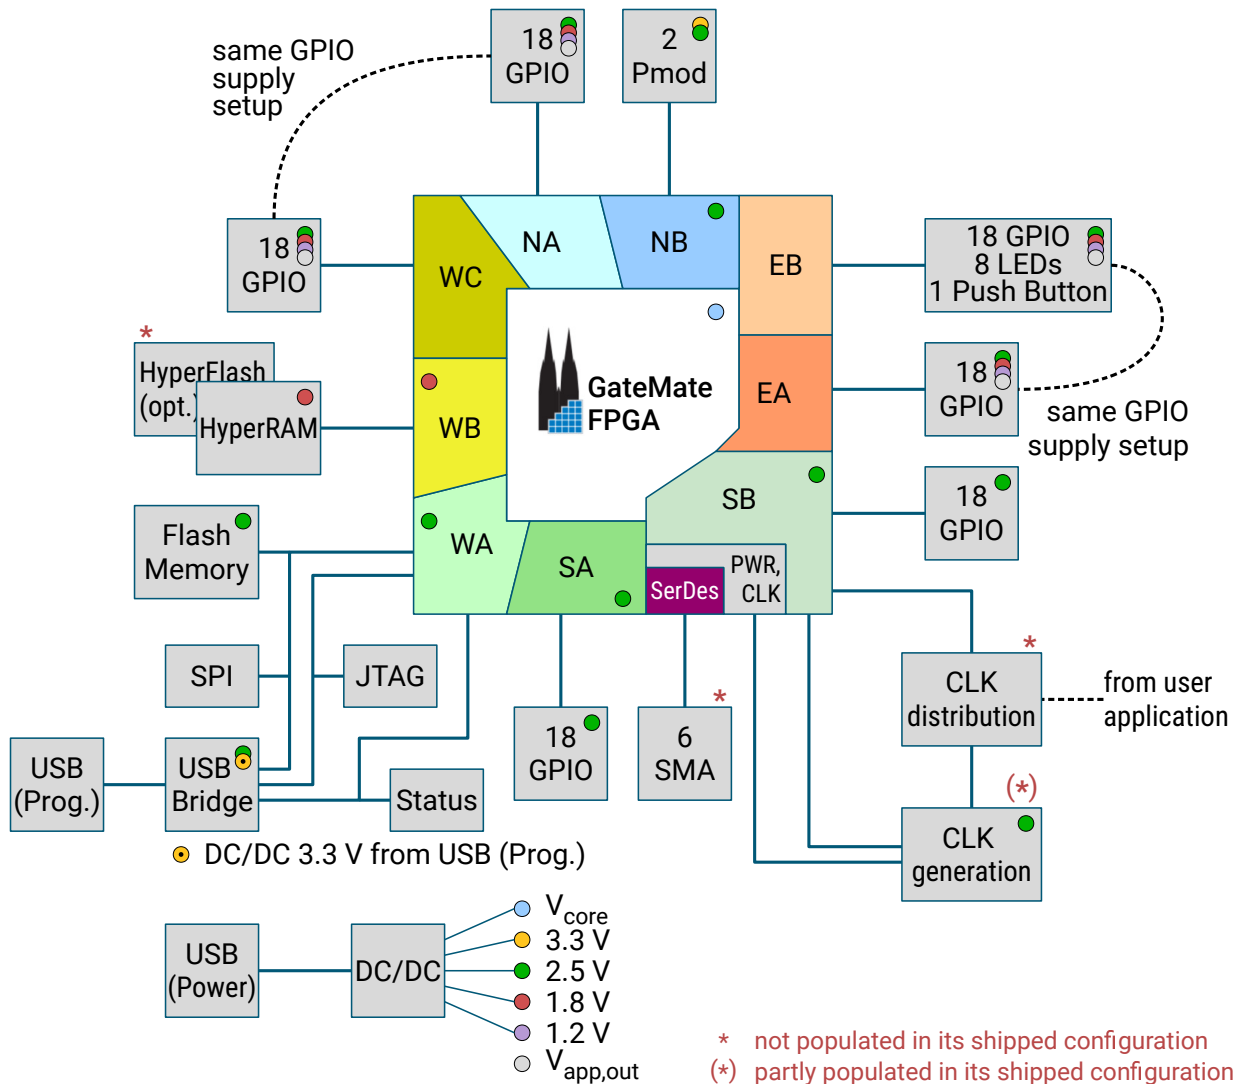 18
GPIO
2
Pmod
same GPIO
supply
setup
NA
NB
18
GPIO
WC
EB
18 GPIO
8 LEDs
1 Push Button
*
HyperFlash
(opt.)
HyperRAM
WB
GateMate
FPGA
EA
18
GPIO
same GPIO
supply setup
Flash
Memory
WA
SA
SB
PWR,
CLK
SerDes
18
GPIO
SPI
JTAG
*
CLK
distribution
from user
application
USB
(Prog.)
USB
Bridge
Status
18
GPIO
*
6
SMA
(*)
CLK
generation
DC/DC 3.3 V from USB (Prog.)
USB
(Power)
DC/DC
Vcore
3.3 V
2.5 V
1.8 V
1.2 V
Vapp,out
* not populated in its shipped configuration
(*) partly populated in its shipped configuration